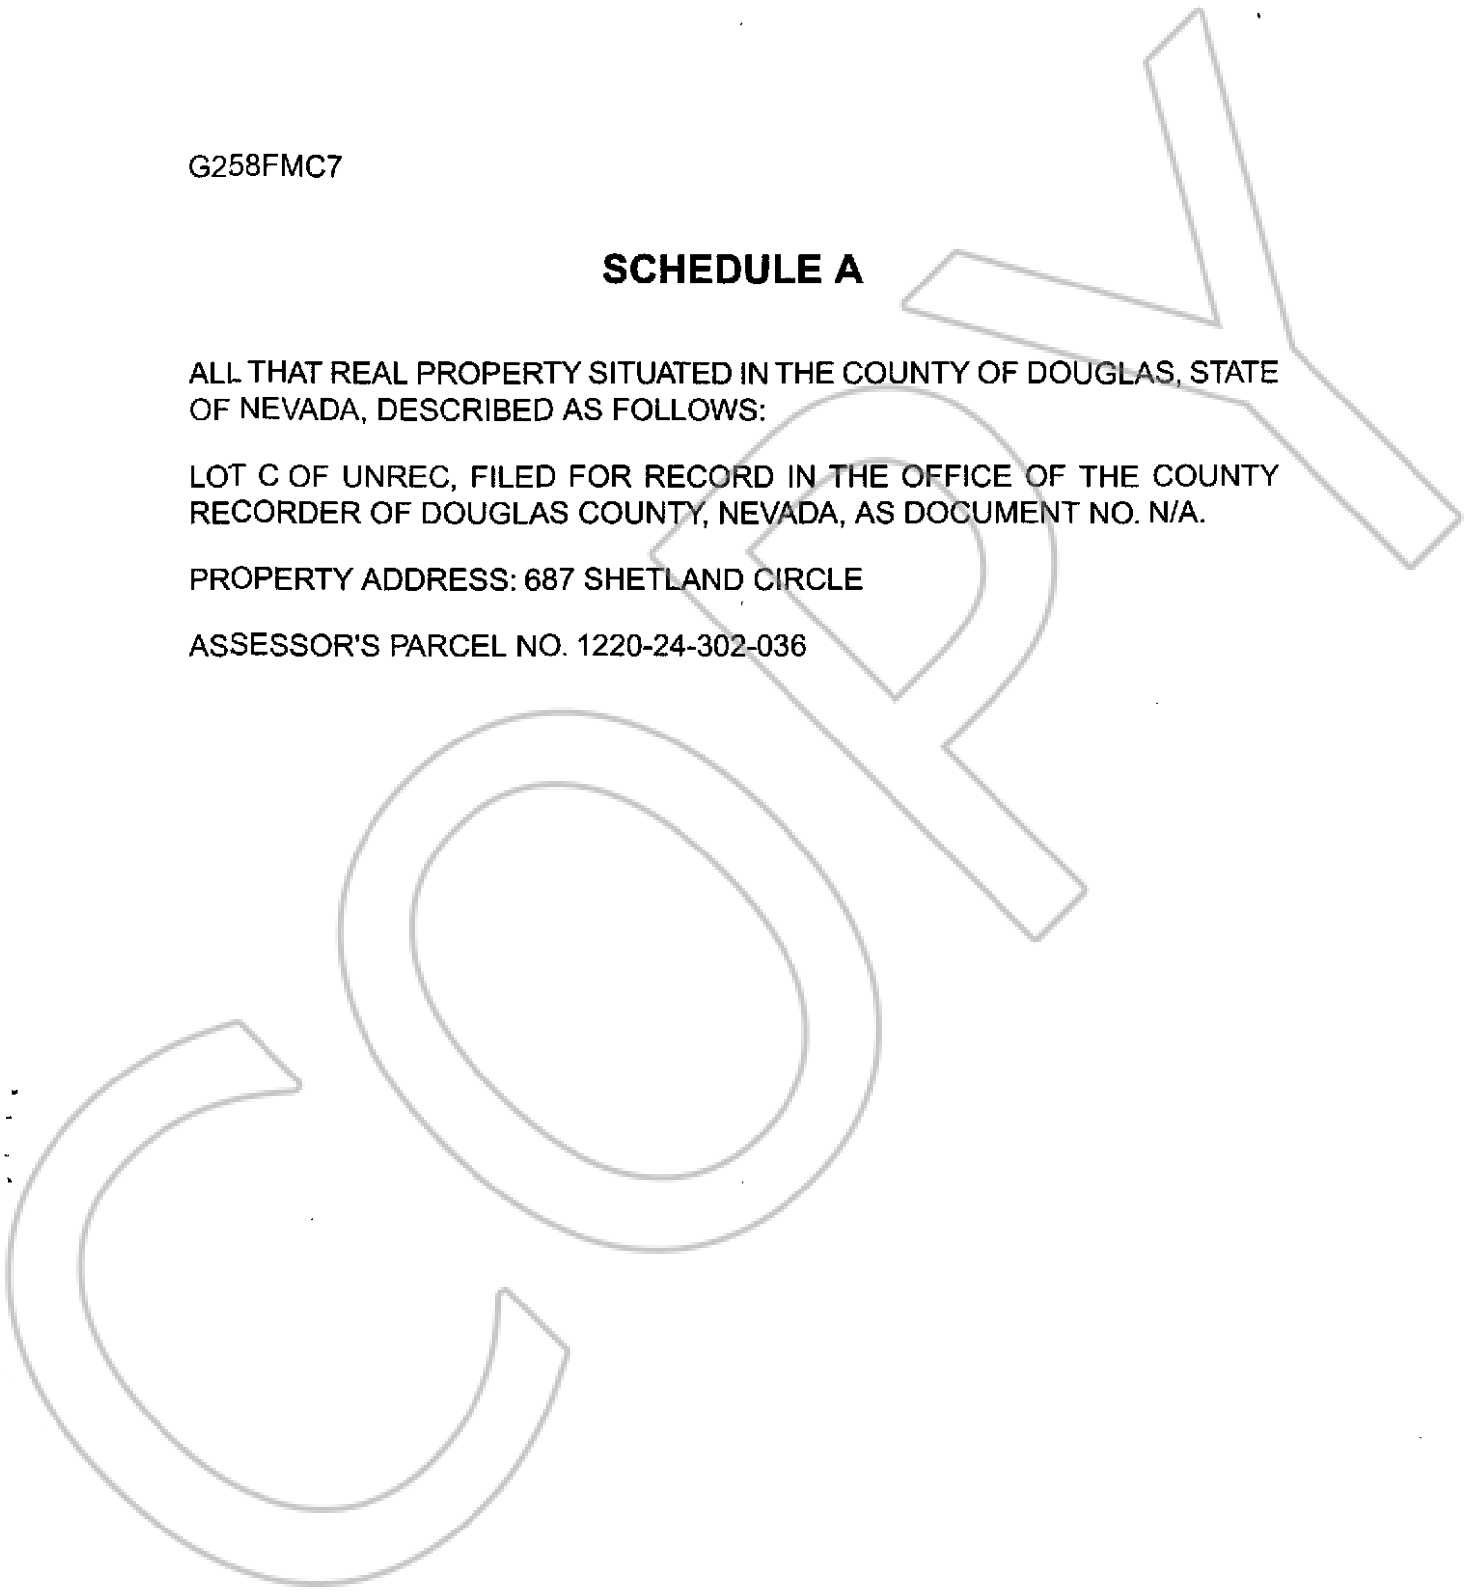 G258FMC7
SCHEDULE A
ALL THAT REAL PROPERTY SITUATED IN THE COUNTY OF DOUGLAS, STATE
OF NEVADA, DESCRIBED AS FOLLOWS:
LOT C OF UNREC, FILED FOR RECORD IN THE OFFICE OF THE COUNTY
RECORDER OF DOUGLAS COUNTY, NEVADA, AS DOCUMENT NO. N/A.
PROPERTY ADDRESS: 687 SHETLAND CIRCLE
ASSESSOR'S PARCEL NO. 1220-24-302-036
COPY